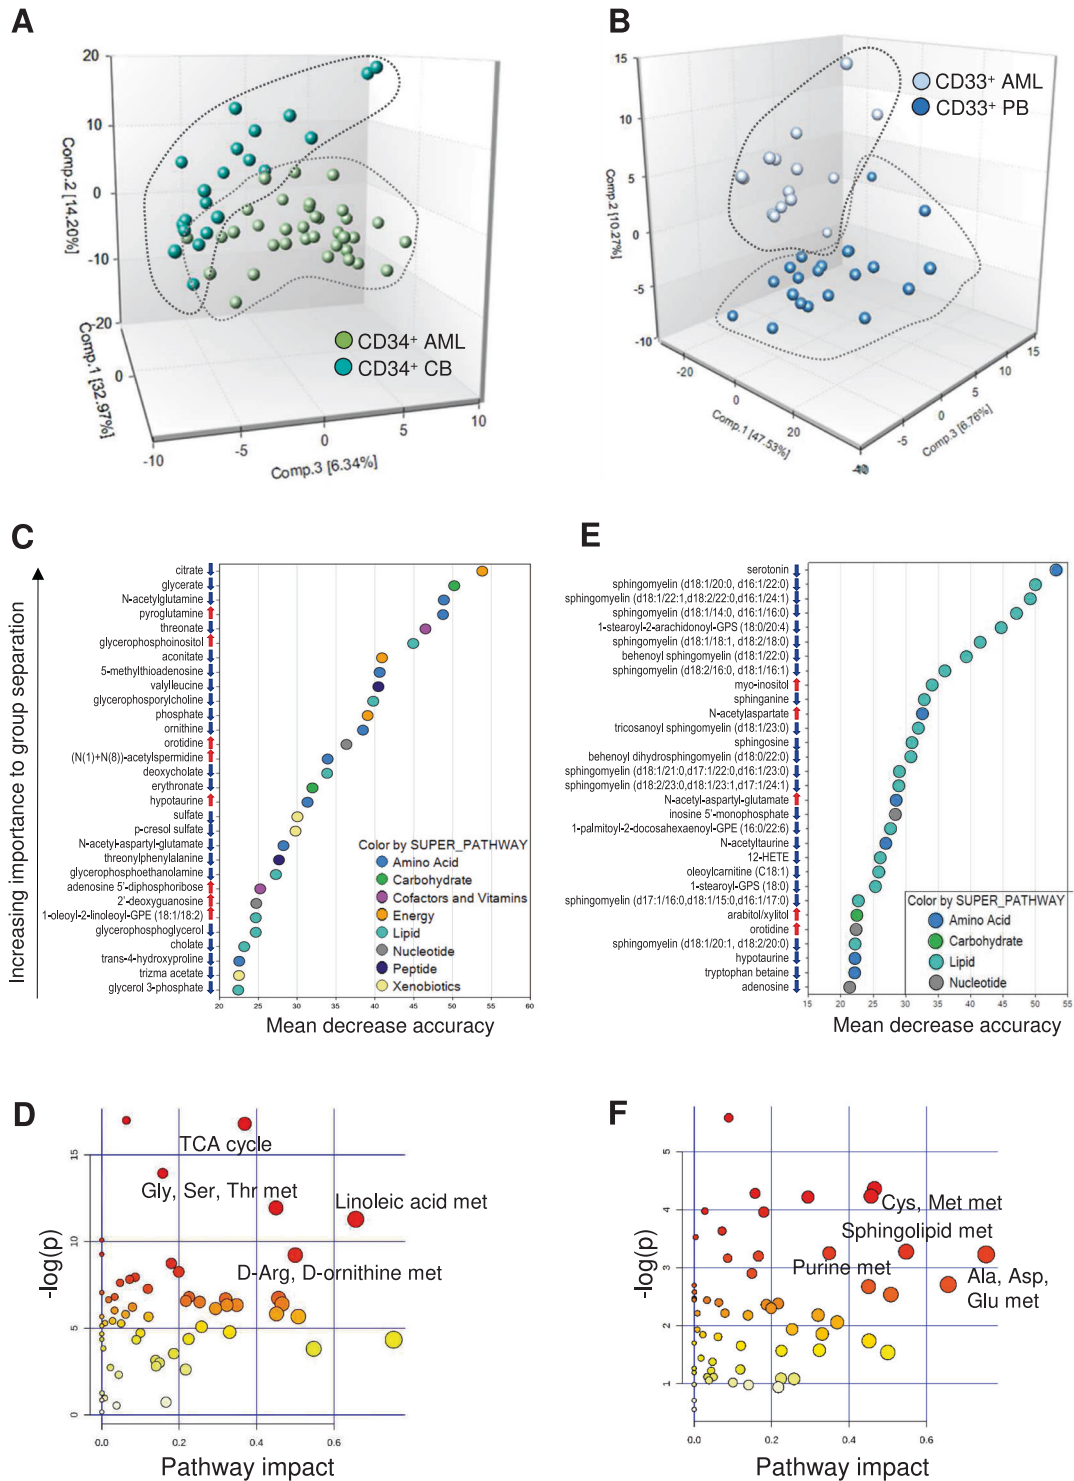 A
20
10
0
-10
-20
0
Comp.2 [14.20%]
Comp.1 [32.97%]
-10
-5
0
5
10
Comp.3 [6.34%]
CD34+ AML
CD34+ CB
B
15
10
5
0
-5
-10
Comp.2 [10.27%]
-20
0
20
Comp.1 [47.53%]
-5
0
5
15
Comp.3 [6.76%]
CD33+ AML
CD33+ PB
C
Increasing importance to group separation
citrate
glycerate
N-acetylglutamine
pyroglutamine
threonate
glycerophosphoinositol
aconitate
5-methylthioadenosine
valylleucine
glycerophosporylcholine
phosphate
ornithine
orotidine
(N(1)+N(8))-acetylspermidine
deoxycholate
erythronate
hypotaurine
sulfate
p-cresol sulfate
N-acetyl-aspartyl-glutamate
threonylphenylalanine
glycerophosphoethanolamine
adenosine 5'-diphosphoribose
2'-deoxyguanosine
1-oleoyl-2-linoleoyl-GPE (18:1/18:2)
glycerophosphoglycerol
cholate
trans-4-hydroxyproline
trizma acetate
glycerol 3-phosphate
Color by SUPER_PATHWAY
Amino Acid
Carbohydrate
Cofactors and Vitamins
Energy
Lipid
Nucleotide
Peptide
Xenobiotics
20 25 30 35 40 45 50 55 60
Mean decrease accuracy
E
serotonin
sphingomyelin (d18:1/20:0, d16:1/22:0)
sphingomyelin (d18:1/22:1,d18:2/22:0,d16:1/24:1)
sphingomyelin (d18:1/14:0, d16:1/16:0)
1-stearoyl-2-arachidonoyl-GPS (18:0/20:4)
sphingomyelin (d18:1/18:1, d18:2/18:0)
behenoyl sphingomyelin (d18:1/22:0)
sphingomyelin (d18:2/16:0, d18:1/16:1)
myo-inositol
sphinganine
N-acetylaspartate
tricosanoyl sphingomyelin (d18:1/23:0)
sphingosine
behenoyl dihydrosphingomyelin (d18:0/22:0)
sphingomyelin (d18:1/21:0,d17:1/22:0,d16:1/23:0)
sphingomyelin (d18:2/23:0,d18:1/23:1,d17:1/24:1)
N-acetyl-aspartyl-glutamate
inosine 5'-monophosphate
1-palmitoyl-2-docosahexaenoyl-GPE (16:0/22:6)
N-acetyltaurine
12-HETE
oleoylcarnitine (C18:1)
1-stearoyl-GPS (18:0)
sphingomyelin (d17:1/16:0,d18:1/15:0,d16:1/17:0)
arabitol/xylitol
orotidine
sphingomyelin (d18:1/20:1, d18:2/20:0)
hypotaurine
tryptophan betaine
adenosine
Color by SUPER_PATHWAY
Amino Acid
Carbohydrate
Lipid
Nucleotide
15 20 25 30 35 40 45 50 55
Mean decrease accuracy
D
-log(p)
15
10
5
0
TCA cycle
Gly, Ser, Thr met
Linoleic acid met
D-Arg, D-ornithine met
0.0 0.2 0.4 0.6
Pathway impact
F
-log(p)
5
4
3
2
1
Cys, Met met
Sphingolipid met
Purine met
Ala, Asp,
Glu met
0.0 0.2 0.4 0.6
Pathway impact